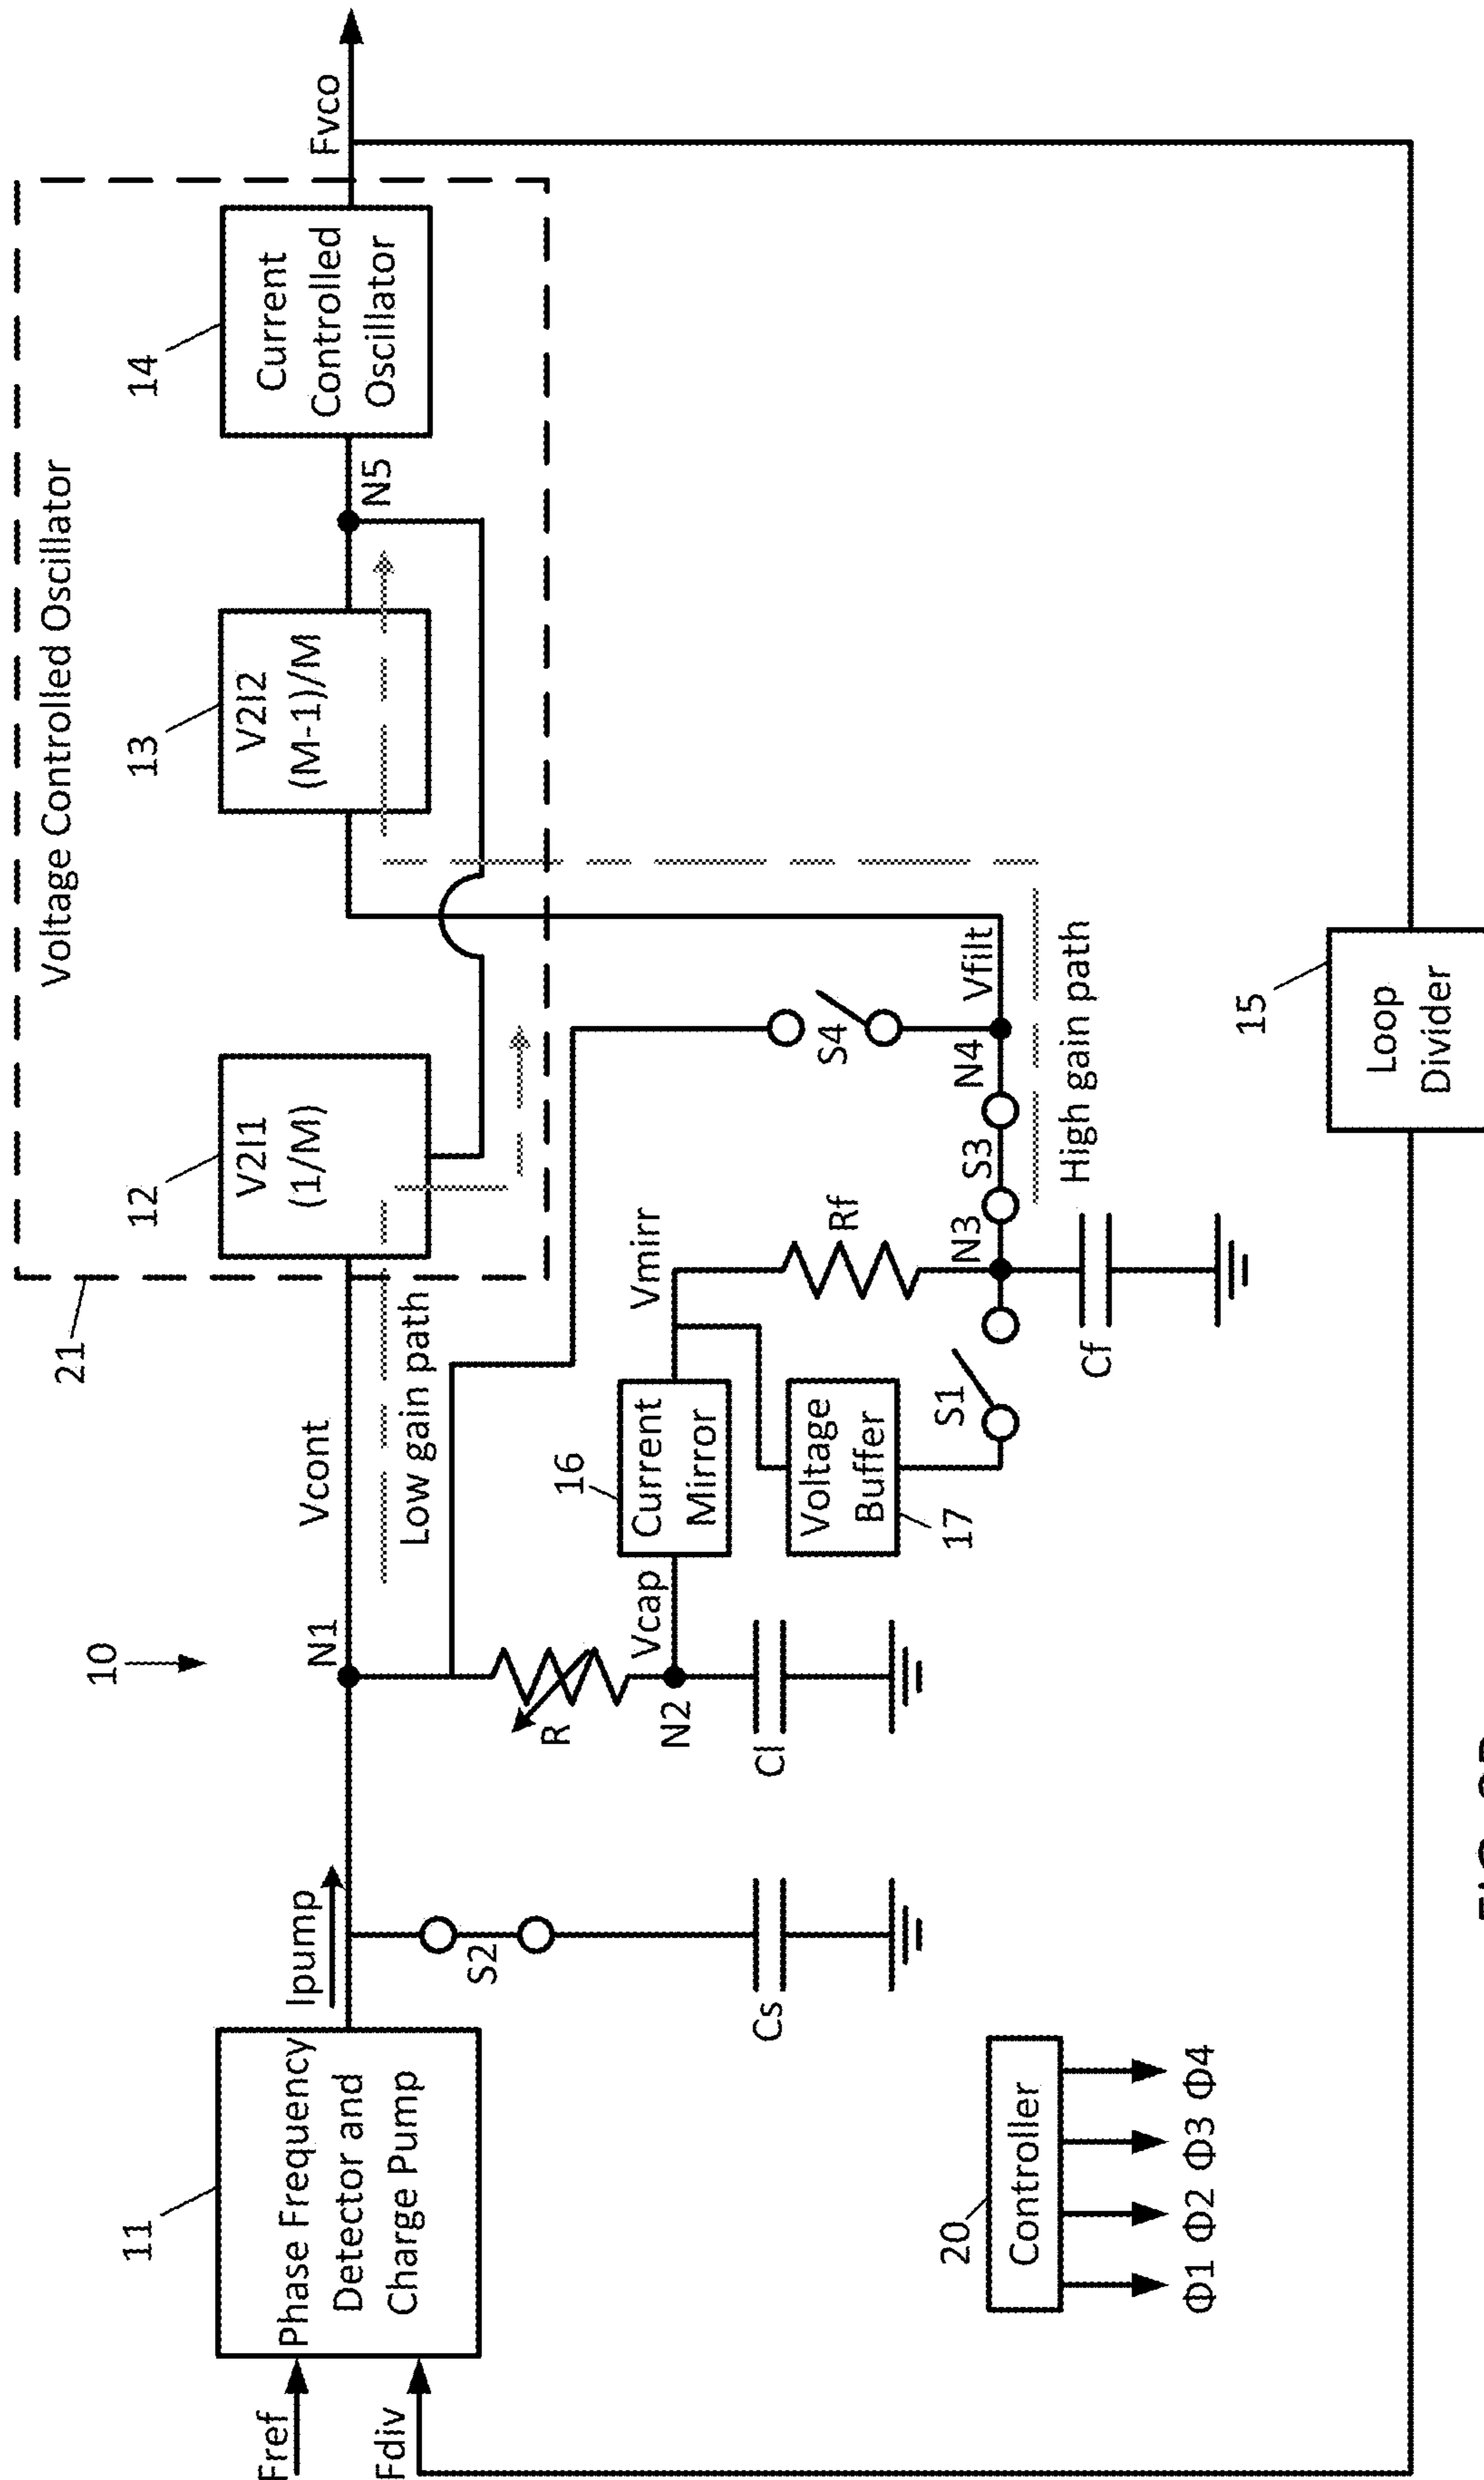 10
Voltage Controlled Oscillator
21
11
Phase Frequency
Detector and
Charge Pump
Fref
Fdiv
Ipump
N1
Vcont
Low gain path
12
V2I1
(1/M)
13
V2I2
(M-1)/M
N5
14
Current
Controlled
Oscillator
Fvco
S2
Cs
R
N2
Vcap
Cl
16
Current
Mirror
Vmirr
Voltage
Buffer
17
Rf
S1
N3
Cf
S3
N4
S4
Vfilt
High gain path
20
Controller
Φ1 Φ2 Φ3 Φ4
15
Loop
Divider